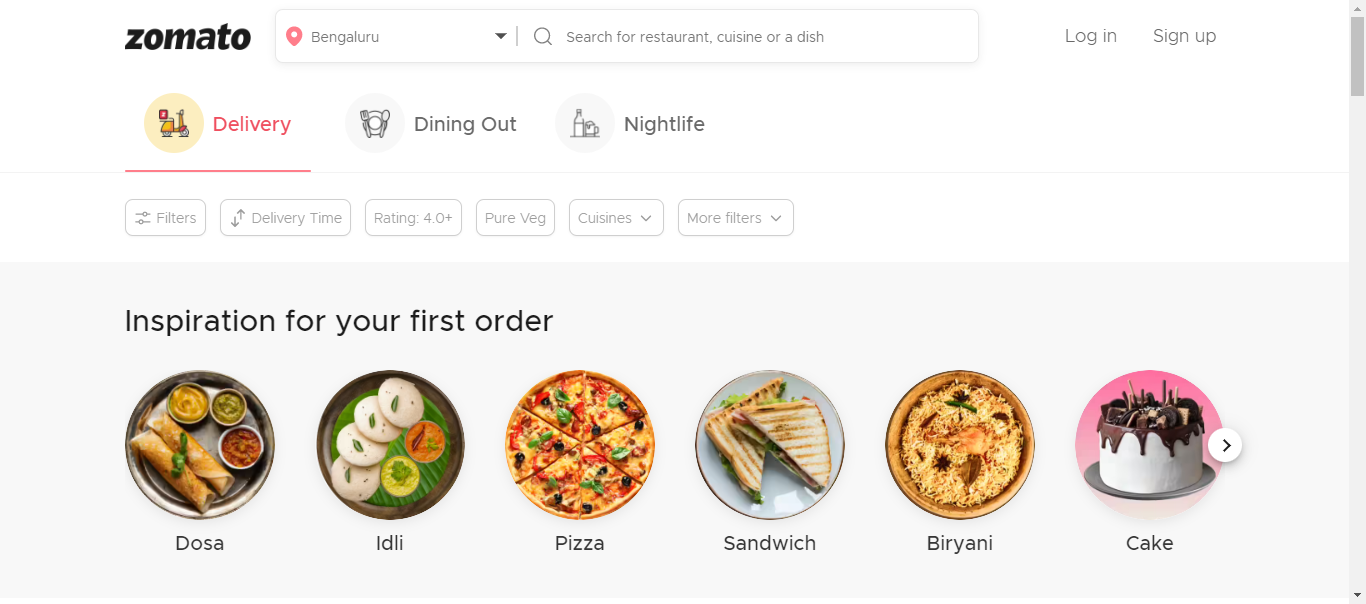 zomato
Bengaluru
Search for restaurant, cuisine or a dish
Log in
Sign up
Delivery
Dining Out
Nightlife
Filters
Delivery Time
Rating: 4.0+
Pure Veg
Cuisines
More filters
Inspiration for your first order
Dosa
Idli
Pizza
Sandwich
Biryani
Cake